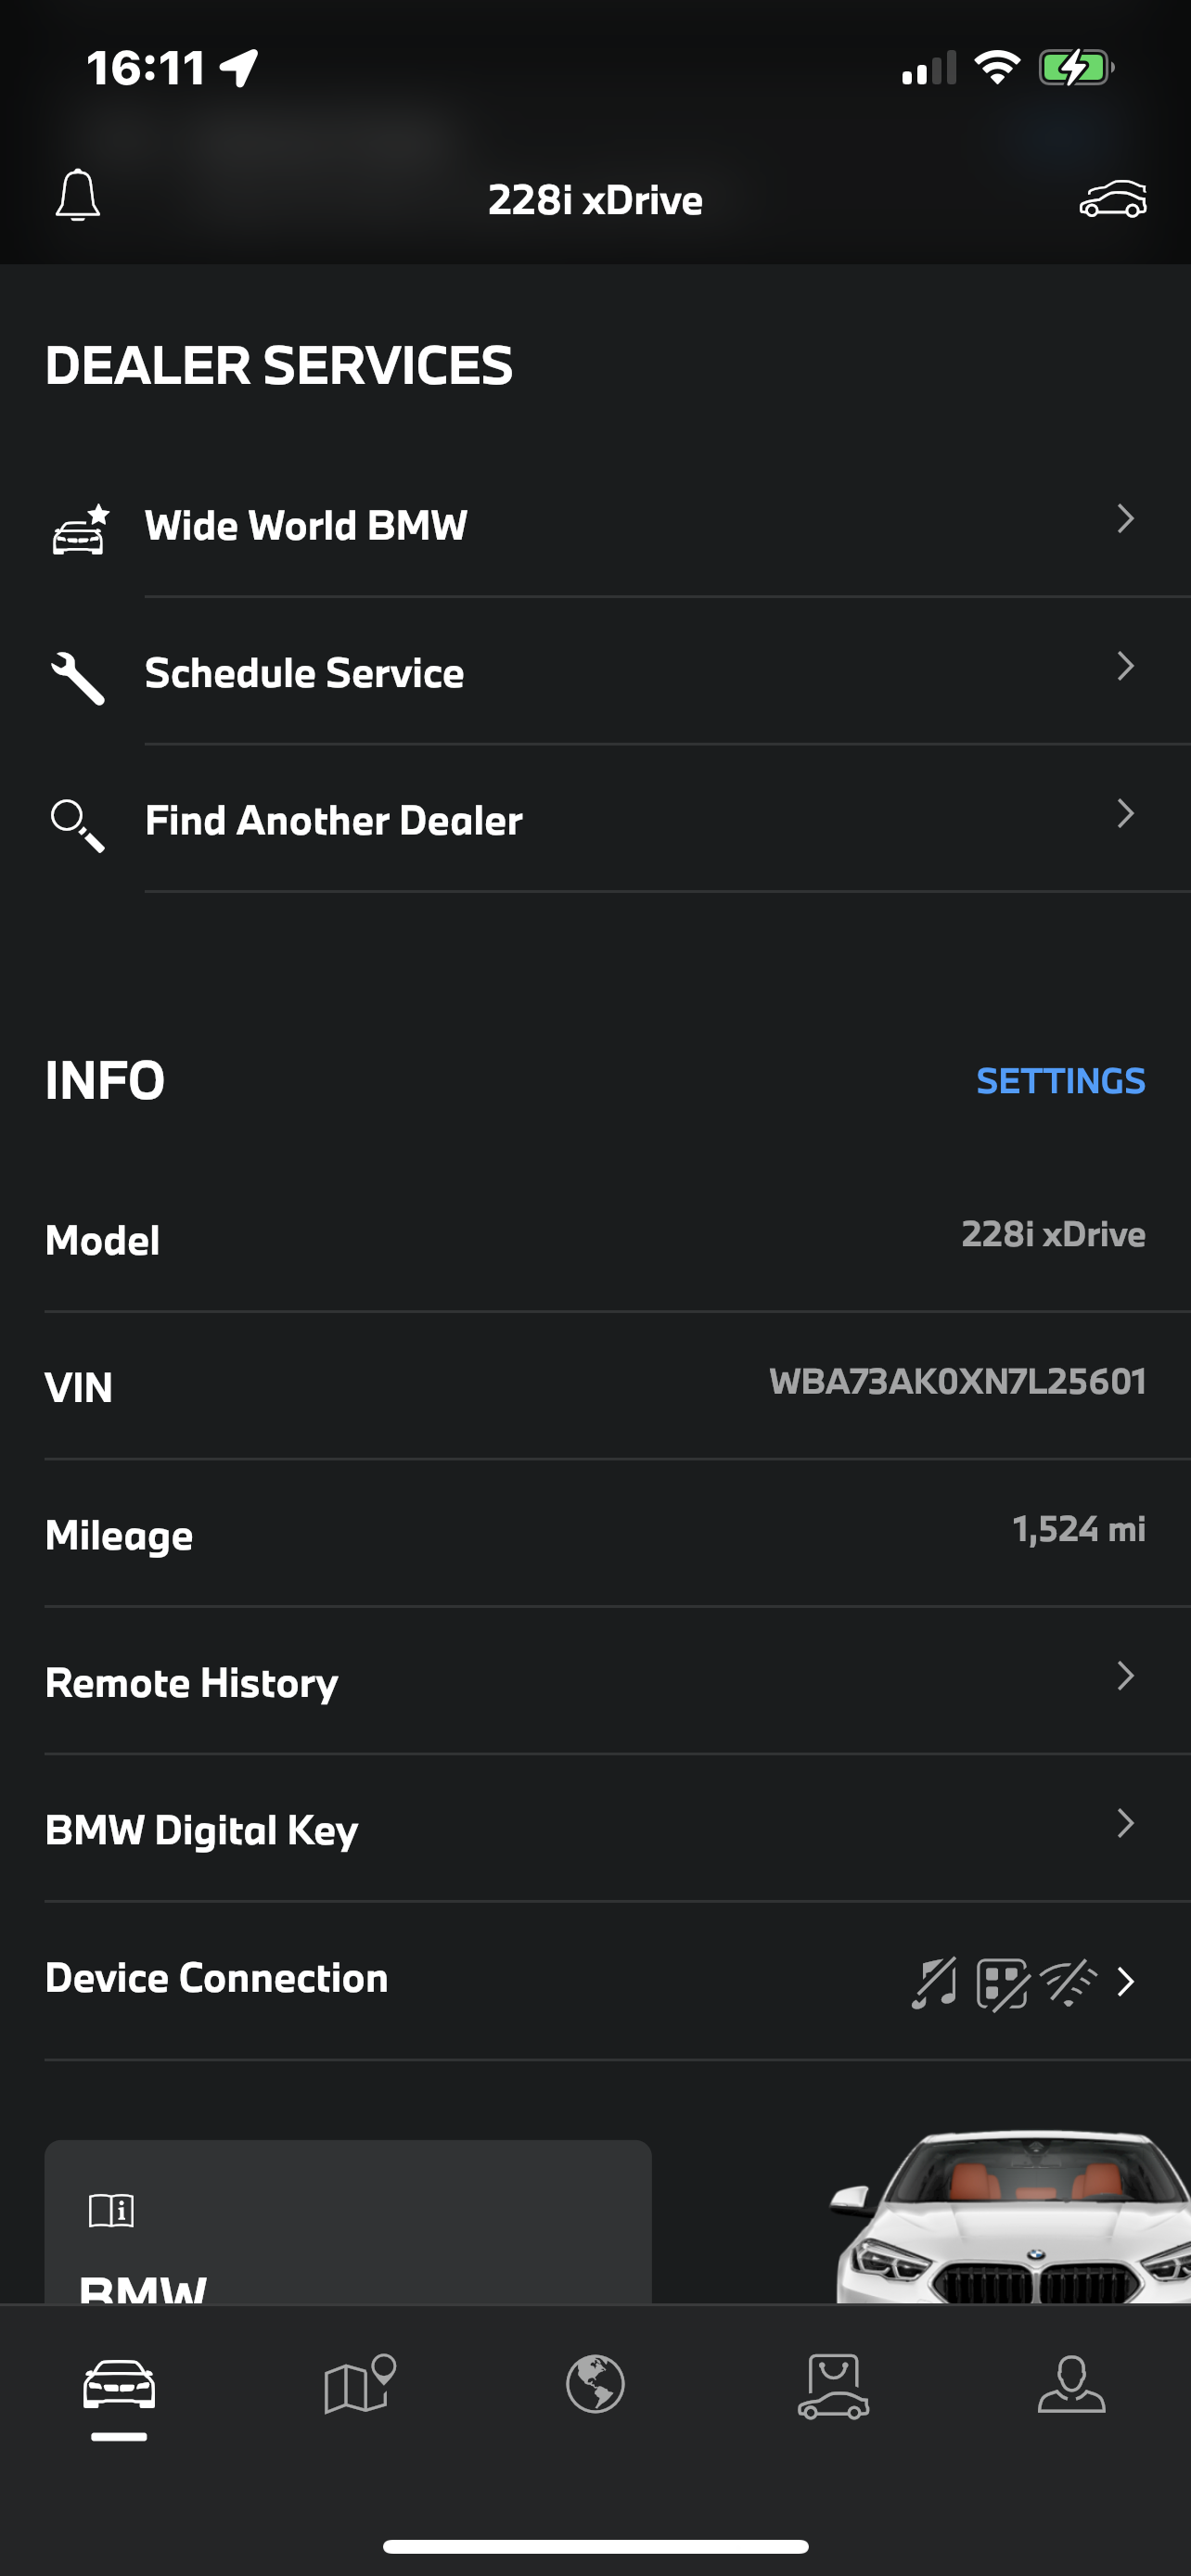 16:11
228i xDrive
DEALER SERVICES
Wide World BMW
Schedule Service
Find Another Dealer
INFO
SETTINGS
Model
228i xDrive
VIN
WBA73AK0XN7L25601
Mileage
1,524 mi
Remote History
BMW Digital Key
Device Connection
BMW